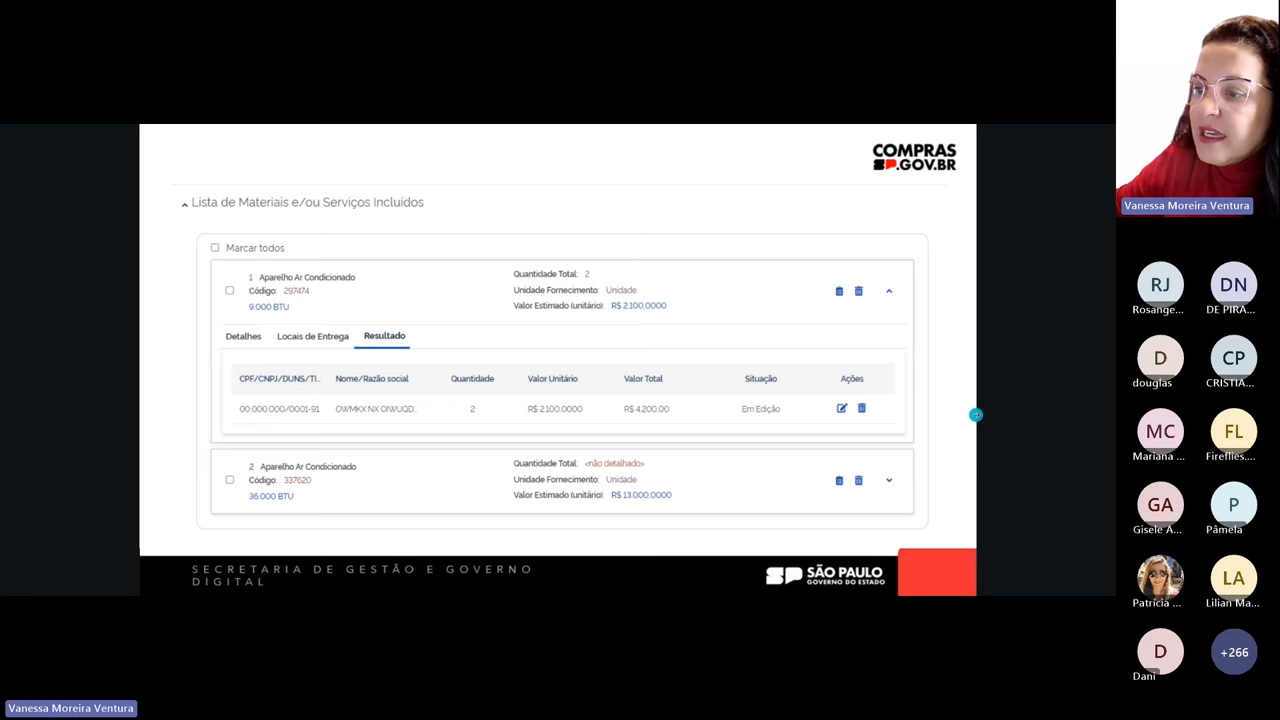 COMPRAS
SP.GOV.BR
Lista de Materiais e/ou Serviços Incluídos
Marcar todos
1 Aparelho Ar Condicionado
Código: 297474
9.000 BTU
Quantidade Total: 2
Unidade Fornecimento: Unidade
Valor Estimado (unitário): R$ 2.100,0000
Detalhes Locais de Entrega Resultado
CPF/CNPJ/DUNS/TI... Nome/Razão social Quantidade Valor Unitário Valor Total Situação Ações
00.000.000/0001-91 OWMKX NX OIWUQD... 2 R$ 2.100,0000 R$ 4.200,00 Em Edição
2 Aparelho Ar Condicionado
Código: 337620
36.000 BTU
Quantidade Total: <não detalhado>
Unidade Fornecimento: Unidade
Valor Estimado (unitário): R$ 13.000,0000
SECRETARIA DE GESTÃO E GOVERNO
DIGITAL
SP SÃO PAULO
GOVERNO DO ESTADO
Vanessa Moreira Ventura
RJ DN
Rosange... DE PIRA...
D CP
douglas CRISTIA...
MC FL
Mariana ... Fireflies....
GA P
Gisele A... Pâmela
LA
Patrícia ... Lilian Ma...
D +266
Dani
Vanessa Moreira Ventura